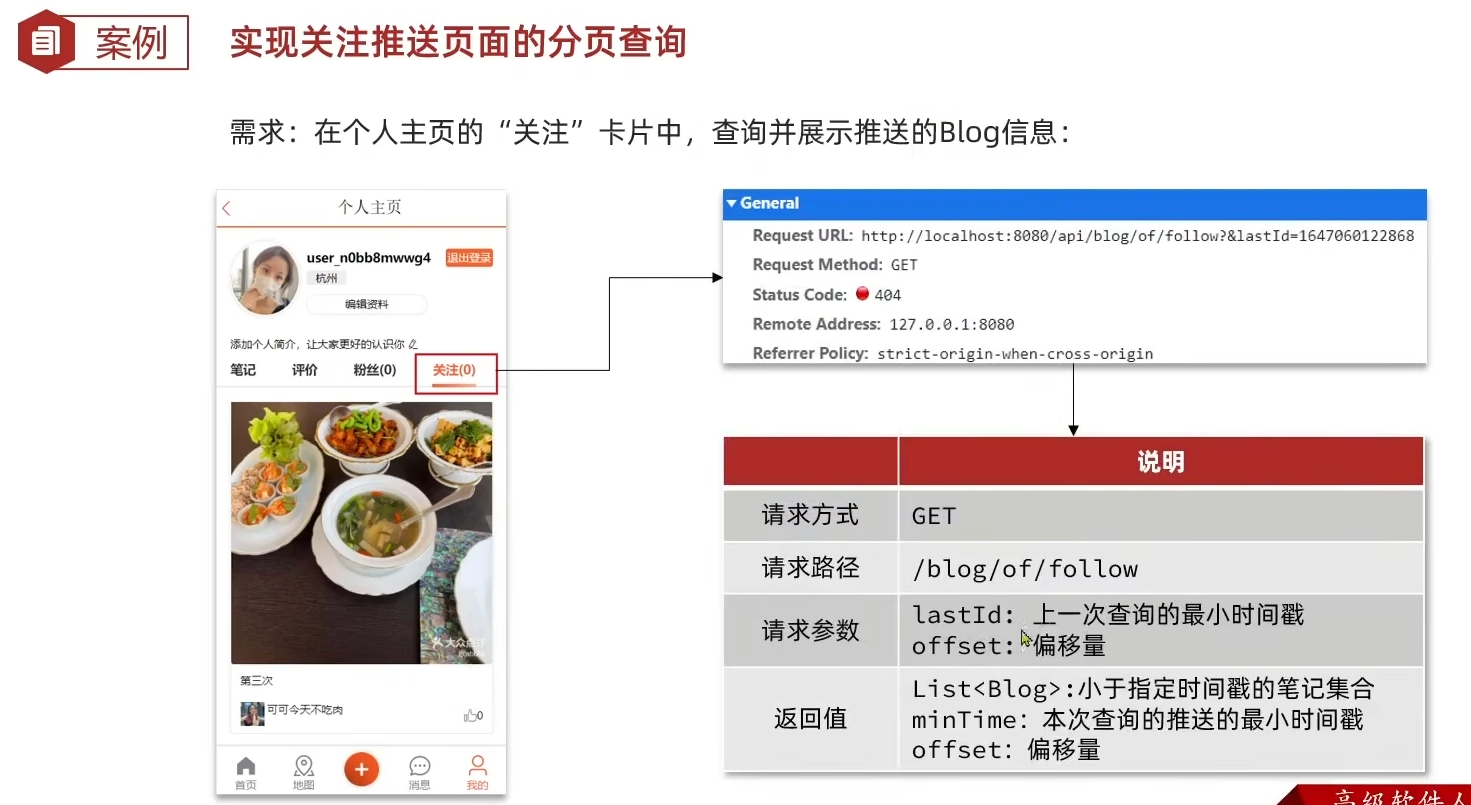 案例
实现关注推送页面的分页查询
需求：在个人主页的“关注”卡片中，查询并展示推送的Blog信息：
个人主页
user_n0bb8mwwg4
退出登录
杭州
编辑资料
添加个人简介，让大家更好的认识你
笔记 评价 粉丝(0) 关注(0)
大众点评
第三次
可可今天不吃肉
0
首页 地图 消息 我的
General
Request URL: http://localhost:8080/api/blog/of/follow?&lastId=1647060122868
Request Method: GET
Status Code: 404
Remote Address: 127.0.0.1:8080
Referrer Policy: strict-origin-when-cross-origin
说明
请求方式 GET
请求路径 /blog/of/follow
请求参数
lastId: 上一次查询的最小时间戳
offset: 偏移量
返回值
List<Blog>:小于指定时间戳的笔记集合
minTime: 本次查询的推送的最小时间戳
offset: 偏移量
高级软件人